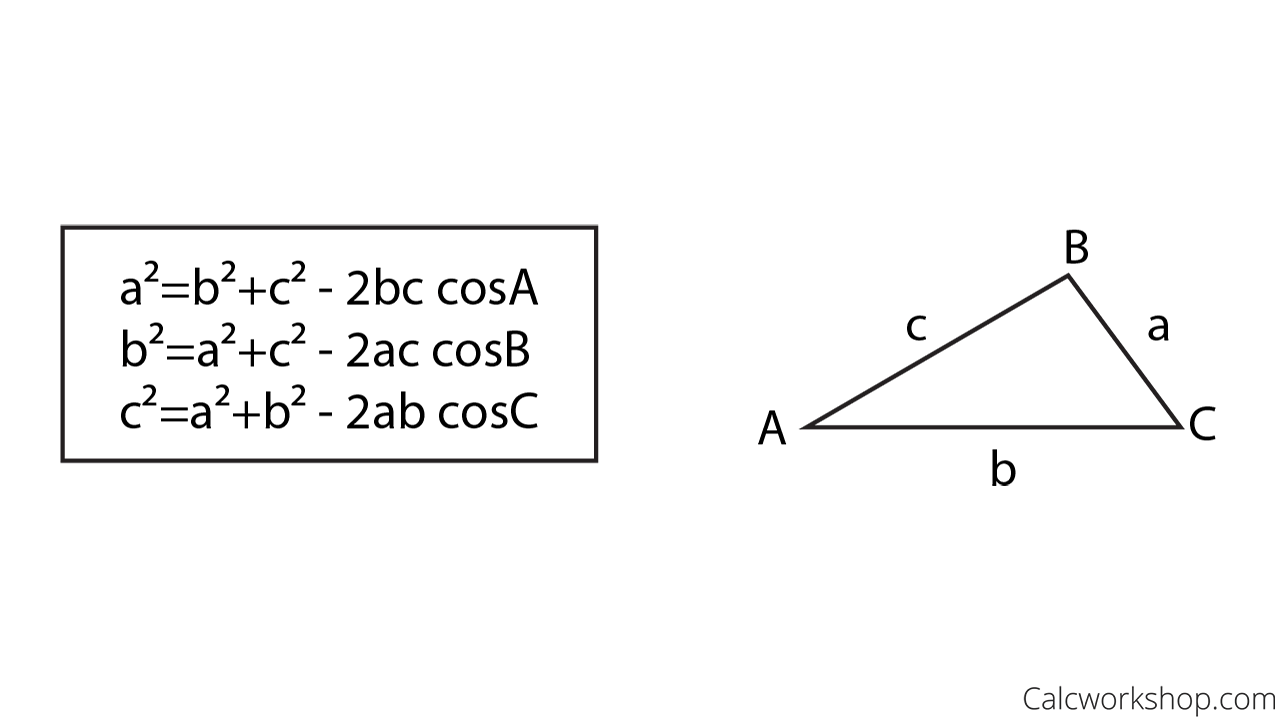 a²=b²+c² - 2bc cosA
b²=a²+c² - 2ac cosB
c²=a²+b² - 2ab cosC
B
c
a
A
C
b
Calcworkshop.com